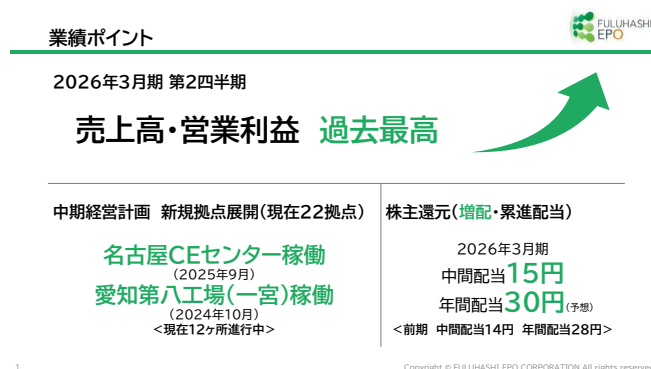 業績ポイント
FULUHASHI
EPO
2026年3月期 第2四半期
売上高・営業利益 過去最高
中期経営計画 新規拠点展開(現在22拠点)
名古屋CEセンター稼働
(2025年9月)
愛知第八工場(一宮)稼働
(2024年10月)
<現在12ヶ所進行中>
株主還元(増配・累進配当)
2026年3月期
中間配当15円
年間配当30円(予想)
<前期 中間配当14円 年間配当28円>
1
Copyright © FULUHASHI EPO CORPORATION All rights reserved